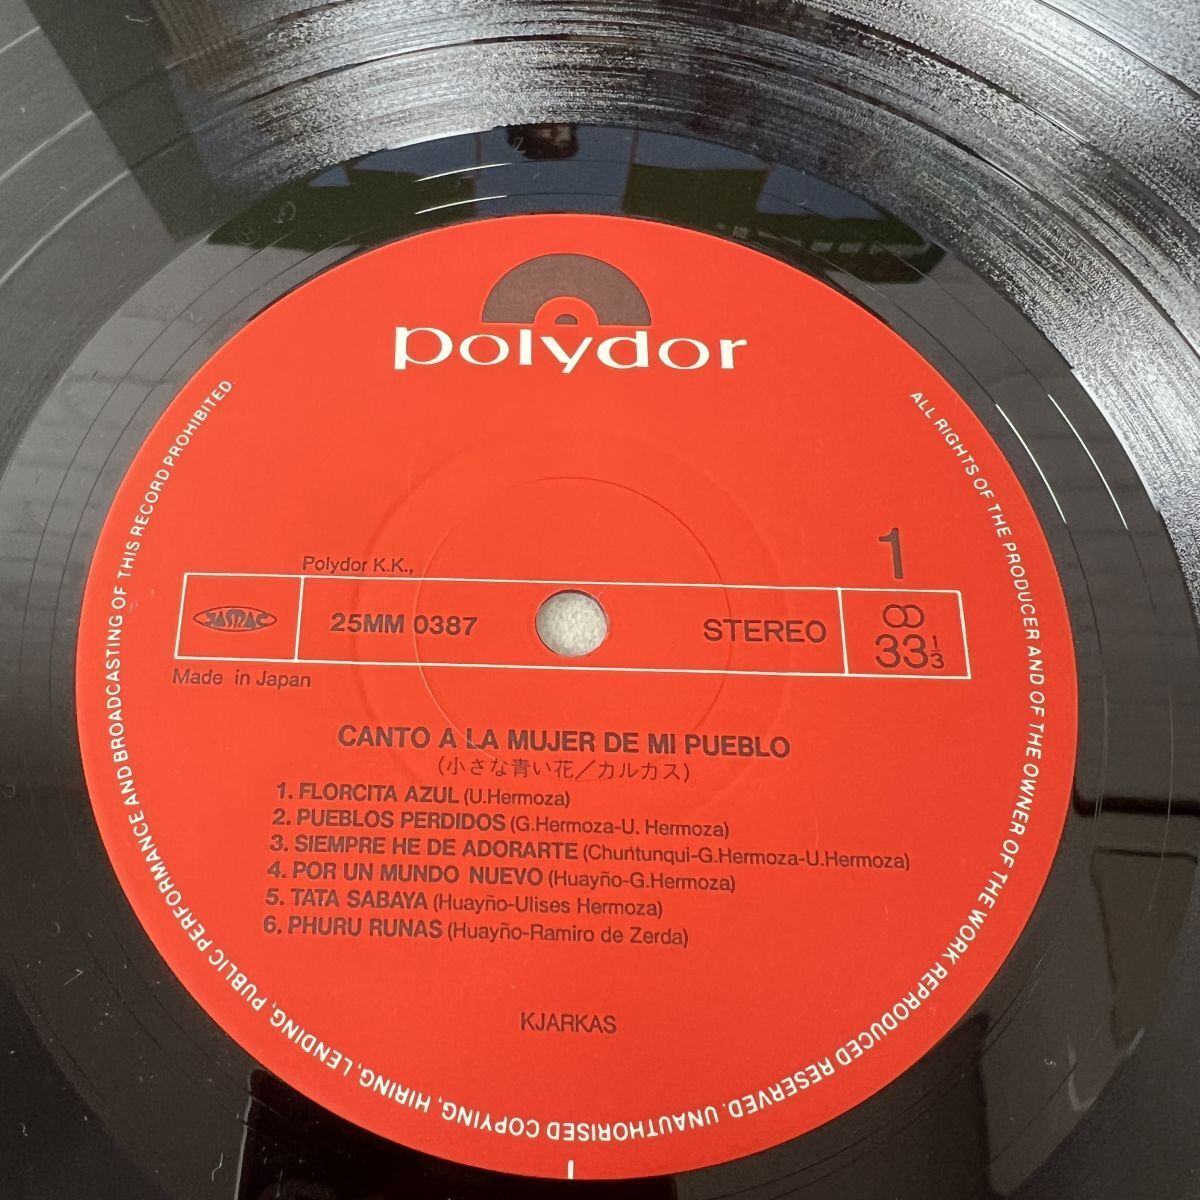 polydor
1
Polydor K.K.,
JASRAC
25MM 0387
STEREO
33 1/3
Made in Japan
CANTO A LA MUJER DE MI PUEBLO
(小さな青い花／カルカス)
1. FLORCITA AZUL (U.Hermoza)
2. PUEBLOS PERDIDOS (G.Hermoza-U. Hermoza)
3. SIEMPRE HE DE ADORARTE (Chuńtunqui-G.Hermoza-U.Hermoza)
4. POR UN MUNDO NUEVO (Huayño-G.Hermoza)
5. TATA SABAYA (Huayño-Ulises Hermoza)
6. PHURU RUNAS (Huayño-Ramiro de Zerda)
KJARKAS
ALL RIGHTS OF THE PRODUCER AND OF THE OWNER OF THE WORK REPRODUCED RESERVED. UNAUTHORISED COPYING, HIRING, LENDING, PUBLIC PERFORMANCE AND BROADCASTING OF THIS RECORD PROHIBITED.